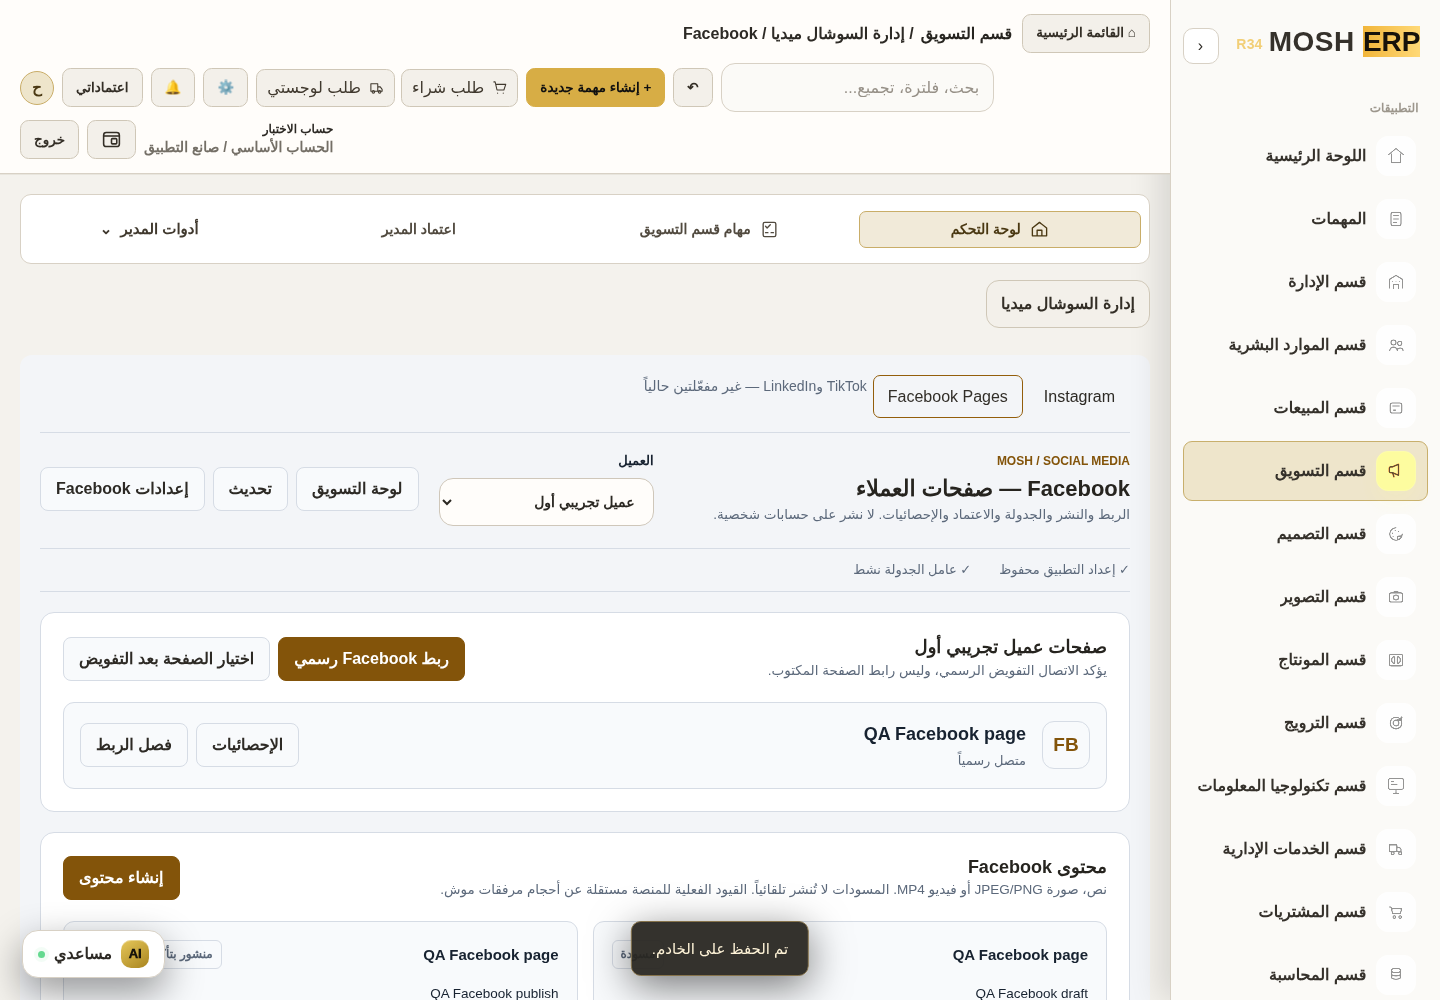 MOSH ERP R34
›
التطبيقات
اللوحة الرئيسية
المهمات
قسم الإدارة
قسم الموارد البشرية
قسم المبيعات
قسم التسويق
قسم التصميم
قسم التصوير
قسم المونتاج
قسم الترويج
قسم تكنولوجيا المعلومات
قسم الخدمات الإدارية
قسم المشتريات
قسم المحاسبة
⌂ القائمة الرئيسية
قسم التسويق / إدارة السوشال ميديا / Facebook
بحث، فلترة، تجميع...
↶
+ إنشاء مهمة جديدة
طلب شراء
طلب لوجستي
اعتماداتي
ح
حساب الاختبار
الحساب الأساسي / صانع التطبيق
خروج
لوحة التحكم
مهام قسم التسويق
اعتماد المدير
أدوات المدير ⌄
إدارة السوشال ميديا
Instagram
Facebook Pages
TikTok وLinkedIn — غير مفعّلتين حالياً
MOSH / SOCIAL MEDIA
Facebook — صفحات العملاء
الربط والنشر والجدولة والاعتماد والإحصائيات. لا نشر على حسابات شخصية.
العميل
عميل تجريبي أول
لوحة التسويق
تحديث
إعدادات Facebook
✓ إعداد التطبيق محفوظ
✓ عامل الجدولة نشط
صفحات عميل تجريبي أول
يؤكد الاتصال التفويض الرسمي، وليس رابط الصفحة المكتوب.
ربط Facebook رسمي
اختيار الصفحة بعد التفويض
FB
QA Facebook page
متصل رسمياً
الإحصائيات
فصل الربط
محتوى Facebook
نص، صورة JPEG/PNG أو فيديو MP4. المسودات لا تُنشر تلقائياً. القيود الفعلية للمنصة مستقلة عن أحجام مرفقات موش.
إنشاء محتوى
QA Facebook page
QA Facebook draft
QA Facebook page
منشور
QA Facebook publish
تم الحفظ على الخادم.
AI مساعدي